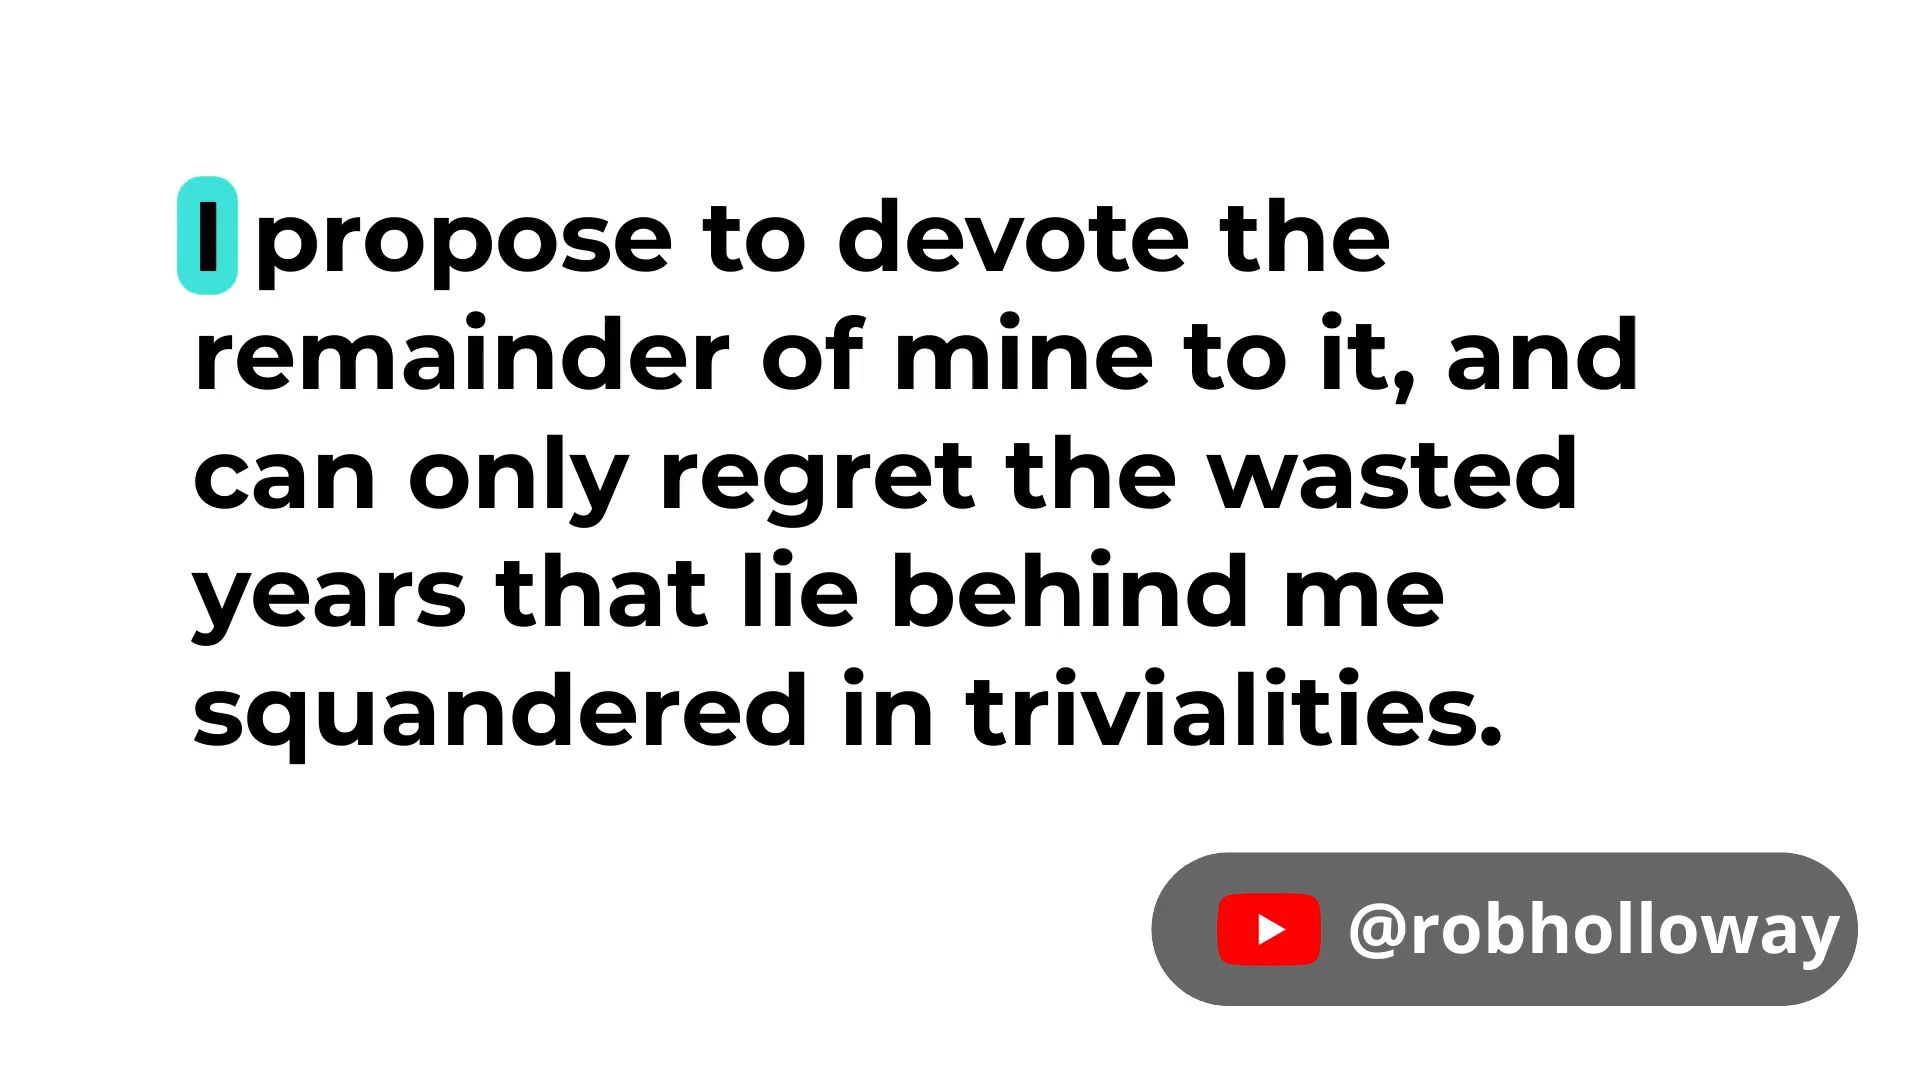 I propose to devote the
remainder of mine to it, and
can only regret the wasted
years that lie behind me
squandered in trivialities.
@robholloway